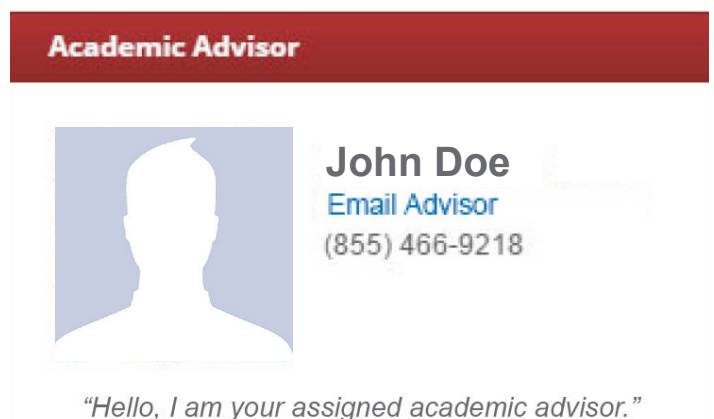 Academic Advisor
John Doe
Email Advisor
(855) 466-9218
“Hello, I am your assigned academic advisor.”